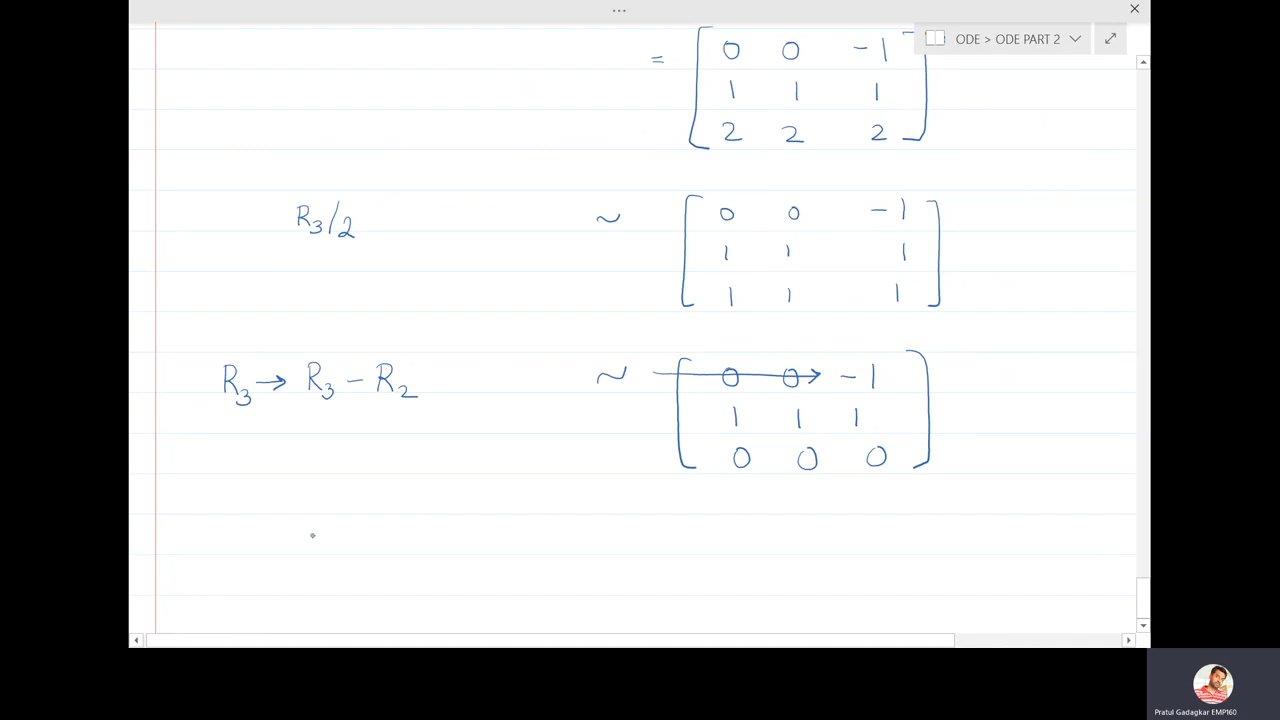 ODE > ODE PART 2
= [ 0 0 -1
1 1 1
2 2 2 ]
R₃/2 ~ [ 0 0 -1
1 1 1
1 1 1 ]
R₃ → R₃ - R₂ ~ [ 0 0 -1
1 1 1
0 0 0 ]
Pratul Gadagkar EMP160